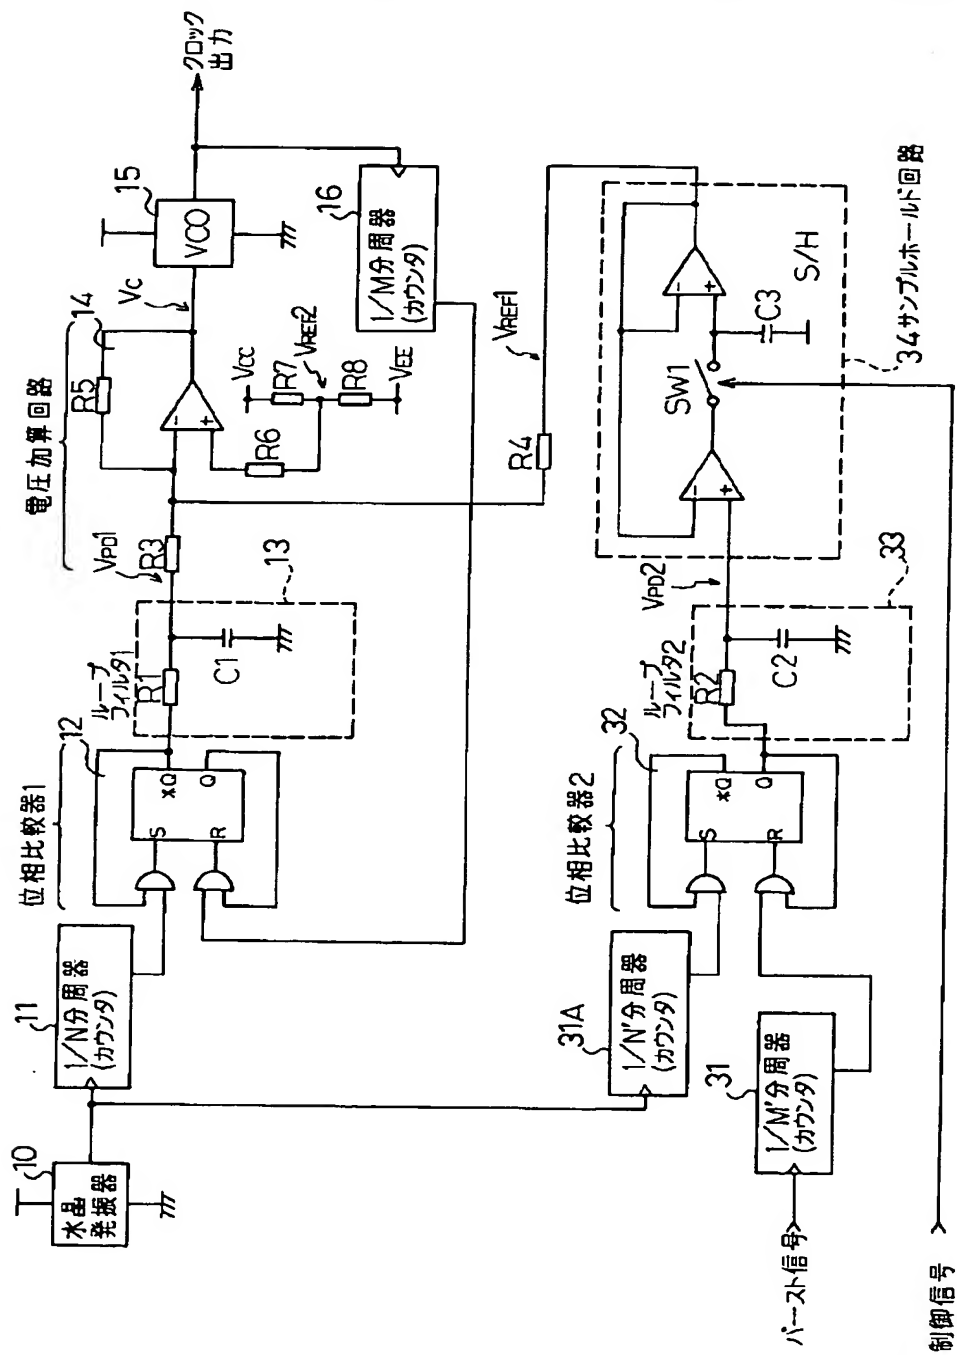 10
水晶
発振器
11
1/N分周器
(カウンタ)
位相比較器1
12
S
R
*Q
Q
ループ
フィルタ1
R1
C1
13
VPD1
電圧加算回路
R3
R5
14
-
+
R6
VCC
R7
VREF2
R8
VEE
VC
15
VCO
クロック
出力
16
1/M分周器
(カウンタ)
31A
1/N'分周器
(カウンタ)
31
1/M'分周器
(カウンタ)
バースト信号
制御信号
位相比較器2
32
S
R
*Q
Q
ループ
フィルタ2
R2
C2
33
VPD2
R4
VREF1
-
+
SW1
-
+
C3
S/H
34サンプルホールド回路